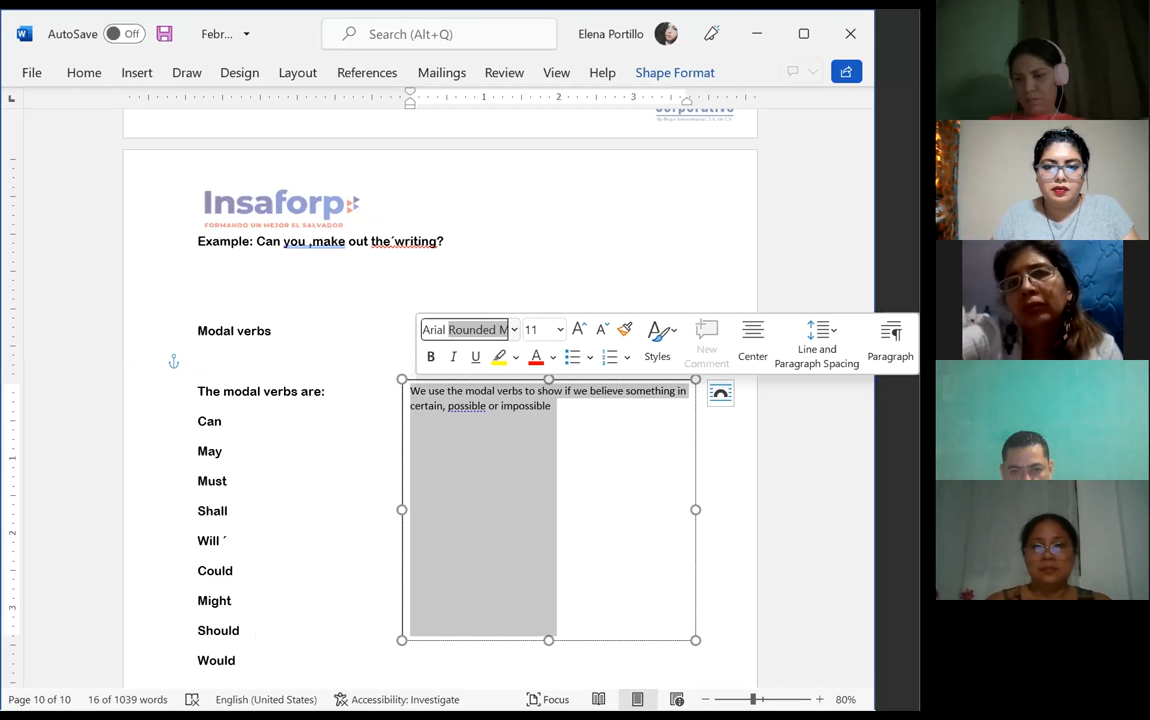 AutoSave Off Febr... Search (Alt+Q) Elena Portillo
File Home Insert Draw Design Layout References Mailings Review View Help Shape Format
L 1 2 3
Corporativo
Insaforp
FORMANDO UN MEJOR EL SALVADOR
Example: Can you ,make out the´writing?
Modal verbs
Arial Rounded M 11
B I U A Styles New Comment Center Line and Paragraph Spacing Paragraph
The modal verbs are:
We use the modal verbs to show if we believe something in
certain, possible or impossible
Can
May
Must
Shall
Will ´
Could
Might
Should
Would
Page 10 of 10 16 of 1039 words English (United States) Accessibility: Investigate Focus 80%